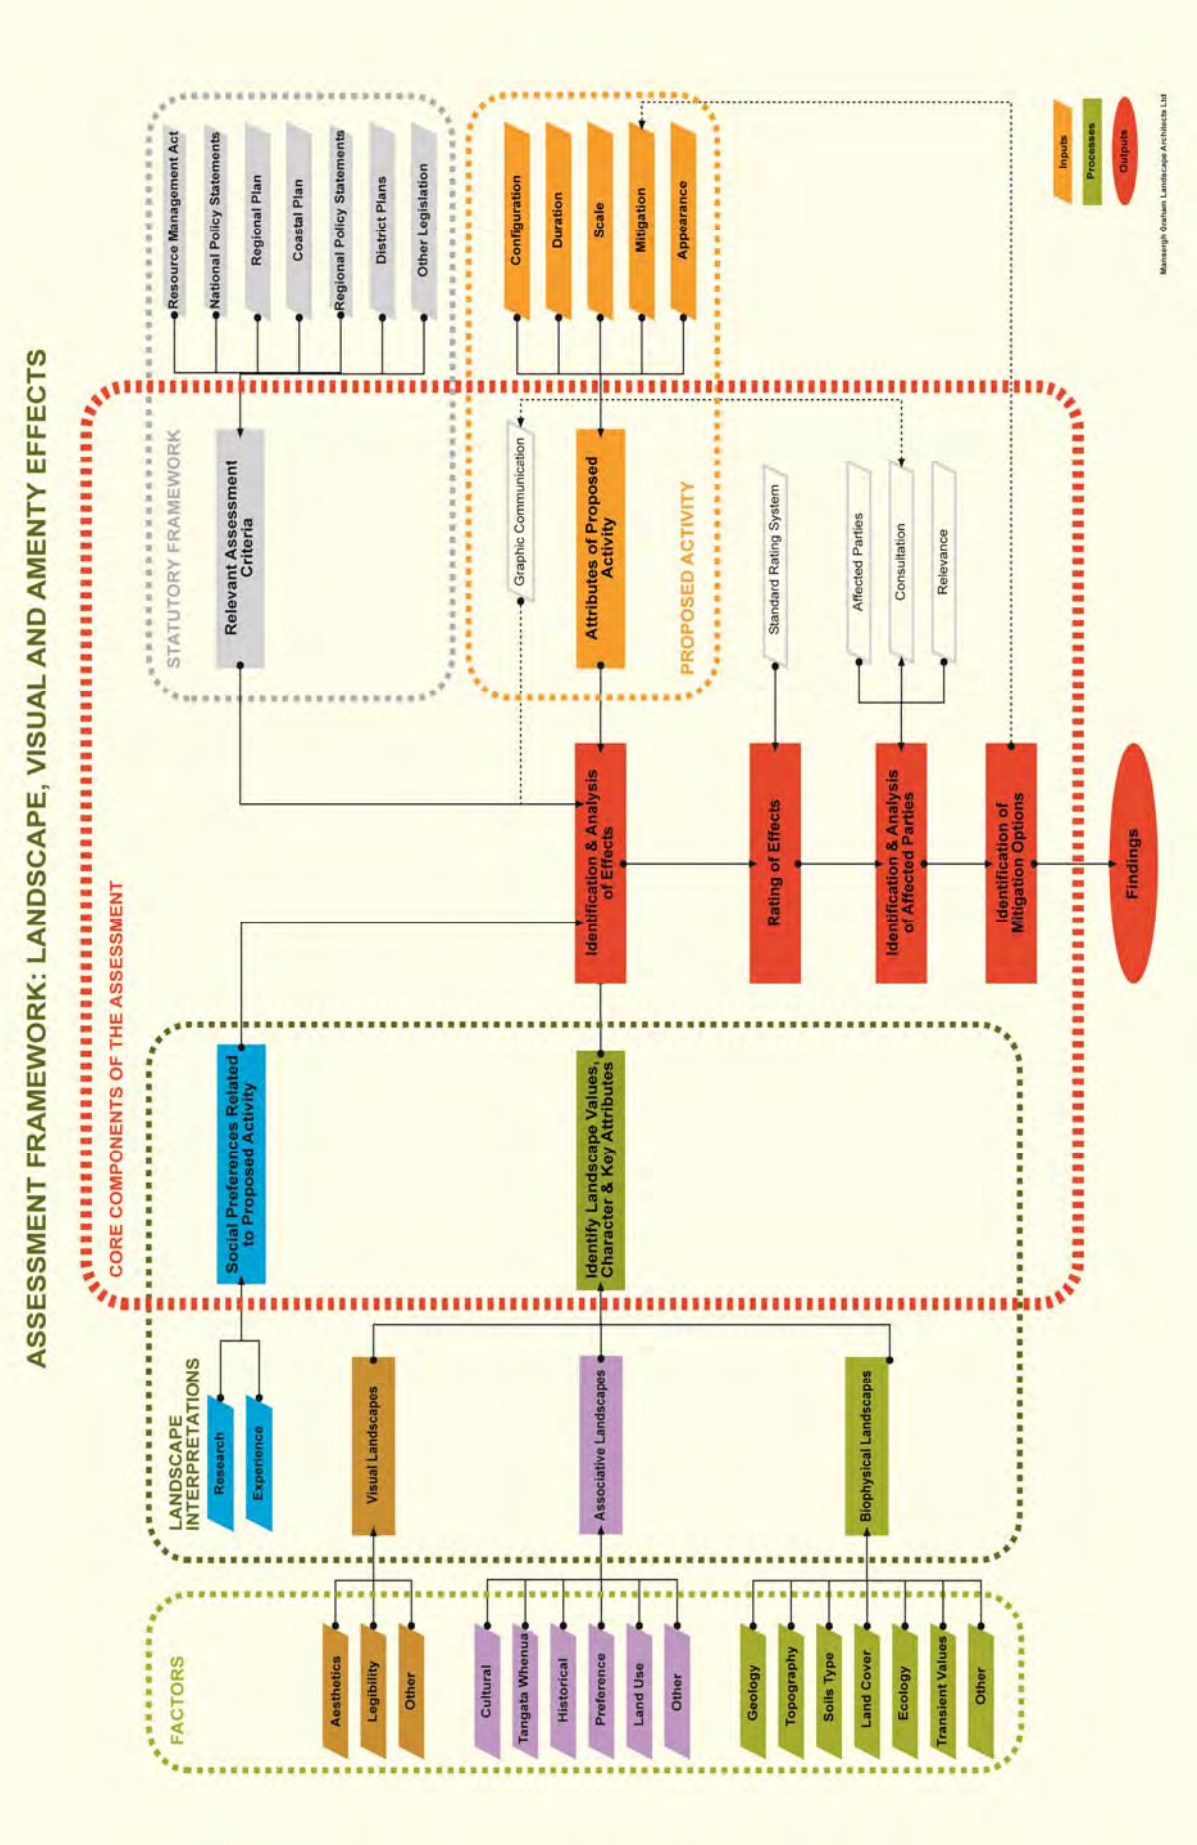 ASSESSMENT FRAMEWORK: LANDSCAPE, VISUAL AND AMENTY EFFECTS
FACTORS
Aesthetics
Legibility
Other
Cultural
Tangata Whenua
Historical
Preference
Land Use
Other
Geology
Topography
Soils Type
Land Cover
Ecology
Transient Values
Other
LANDSCAPE
INTERPRETATIONS
Research
Experience
Visual Landscapes
Associative Landscapes
Biophysical Landscapes
CORE COMPONENTS OF THE ASSESSMENT
Social Preferences Related
to Proposed Activity
Identify Landscape Values,
Character & Key Attributes
Identification & Analysis
of Effects
Rating of Effects
Identification & Analysis
of Affected Parties
Identification of
Mitigation Options
Findings
STATUTORY FRAMEWORK
Relevant Assessment
Criteria
Graphic Communication
Attributes of Proposed
Activity
PROPOSED ACTIVITY
Standard Rating System
Affected Parties
Consultation
Relevance
Resource Management Act
National Policy Statements
Regional Plan
Coastal Plan
Regional Policy Statements
District Plans
Other Legislation
Configuration
Duration
Scale
Mitigation
Appearance
Inputs
Processes
Outputs
Mansergh Graham Landscape Architects Ltd